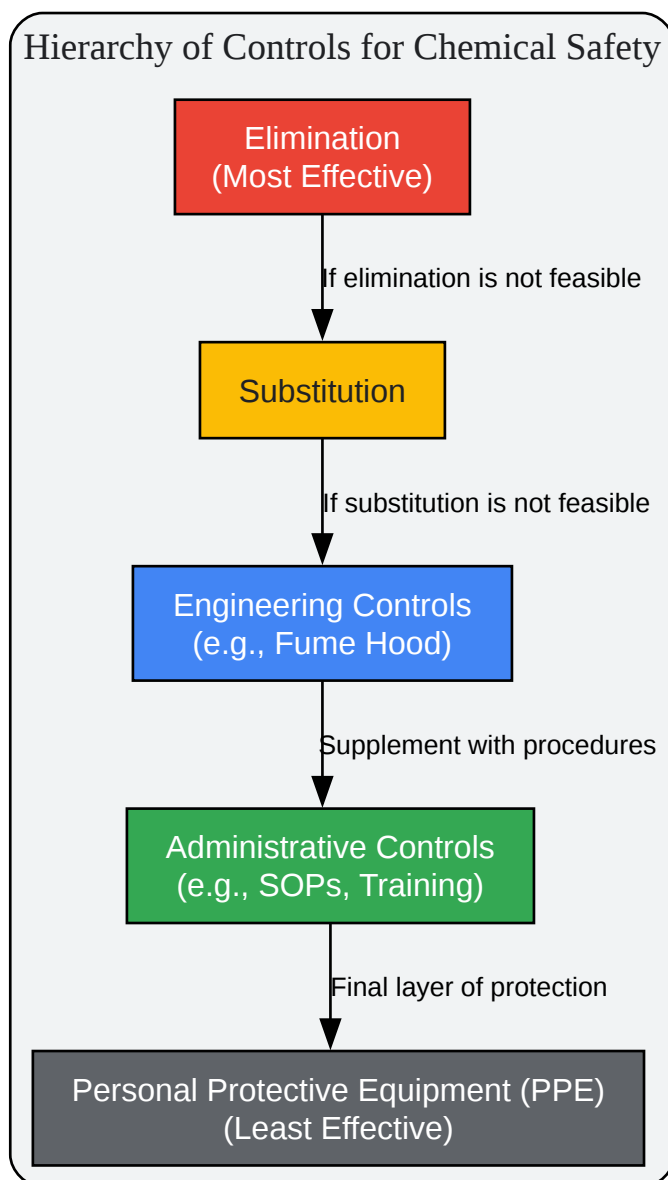 Hierarchy of Controls for Chemical Safety
Elimination
(Most Effective)
If elimination is not feasible
Substitution
If substitution is not feasible
Engineering Controls
(e.g., Fume Hood)
Supplement with procedures
Administrative Controls
(e.g., SOPs, Training)
Final layer of protection
Personal Protective Equipment (PPE)
(Least Effective)